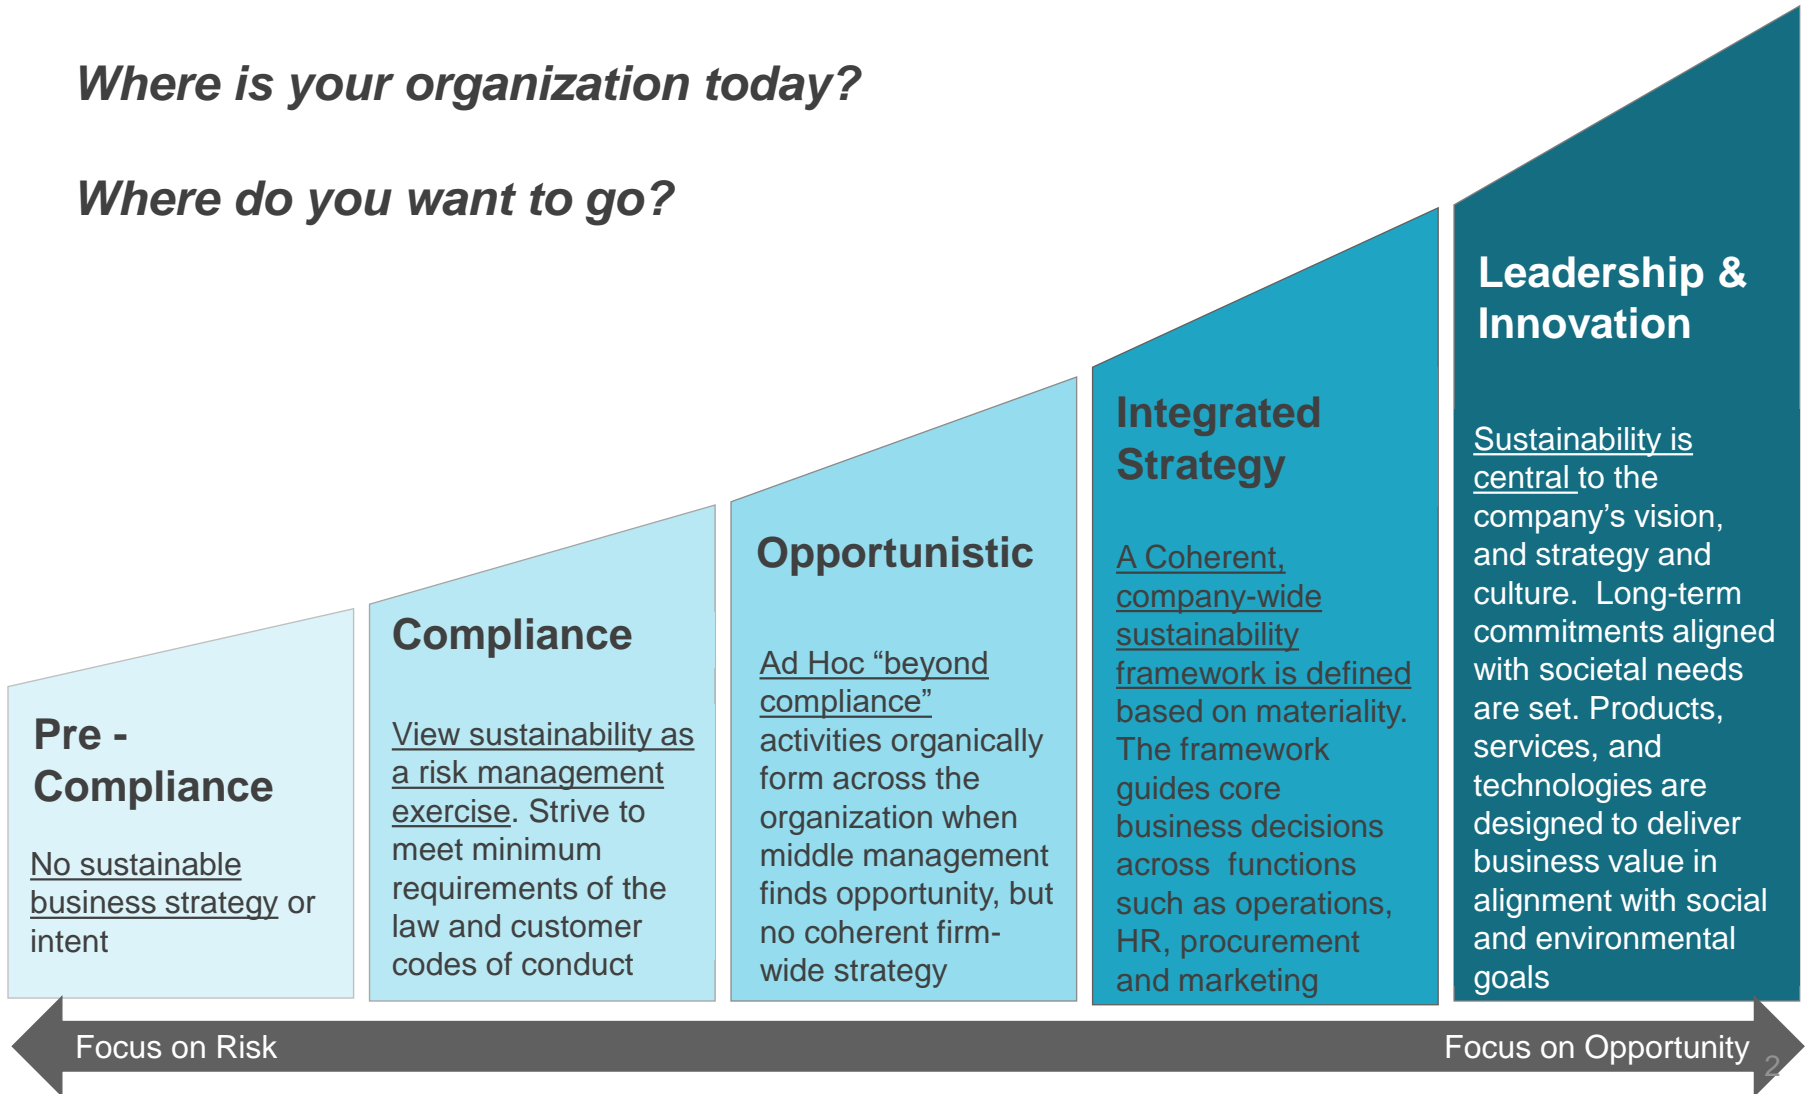 Where is your organization today?
Where do you want to go?
Pre -
Compliance
No sustainable
business strategy or
intent
Compliance
View sustainability as
a risk management
exercise. Strive to
meet minimum
requirements of the
law and customer
codes of conduct
Opportunistic
Ad Hoc “beyond
compliance”
activities organically
form across the
organization when
middle management
finds opportunity, but
no coherent firm-
wide strategy
Integrated
Strategy
A Coherent,
company-wide
sustainability
framework is defined
based on materiality.
The framework
guides core
business decisions
across  functions
such as operations,
HR, procurement
and marketing
Leadership &
Innovation
Sustainability is
central to the
company’s vision,
and strategy and
culture.  Long-term
commitments aligned
with societal needs
are set. Products,
services, and
technologies are
designed to deliver
business value in
alignment with social
and environmental
goals
Focus on Risk
Focus on Opportunity
2